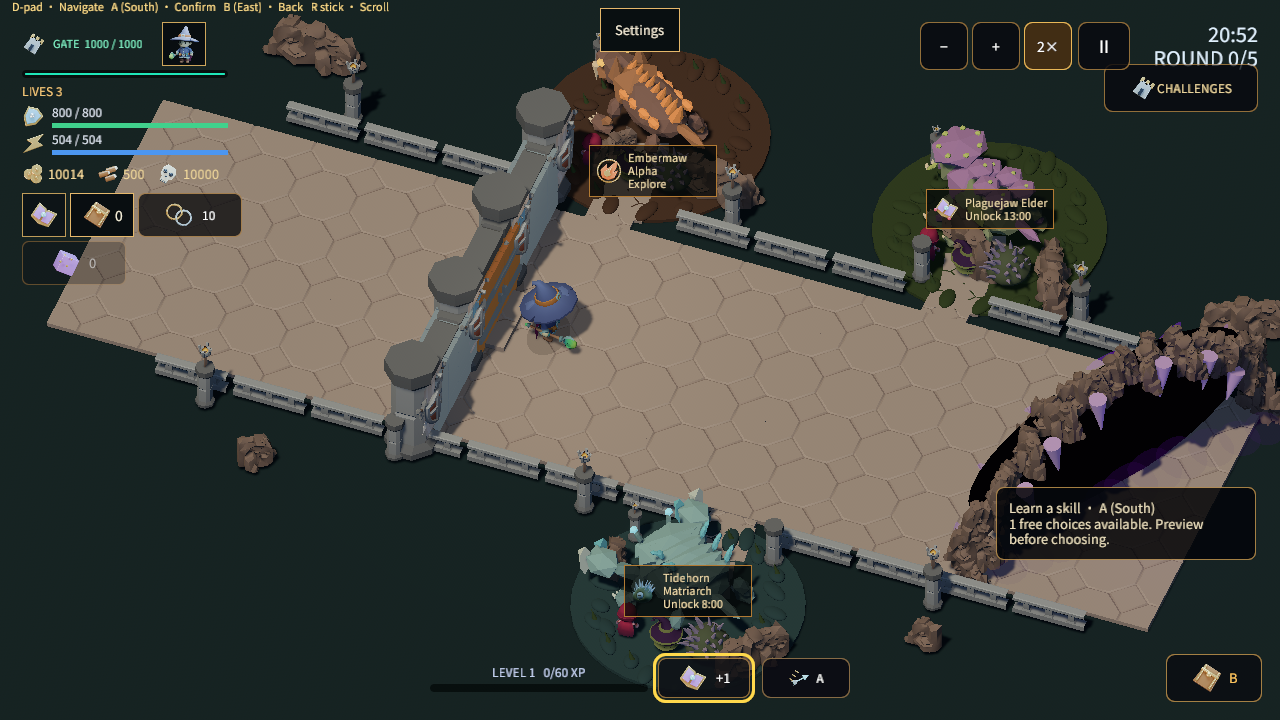 D-pad · Navigate A (South) · Confirm B (East) · Back R stick · Scroll
Settings
GATE 1000 / 1000
LIVES 3
800 / 800
504 / 504
10014
500
10000
0
10
0
−
+
2×
20:52
ROUND 0/5
CHALLENGES
Embermaw
Alpha
Explore
Plaguejaw Elder
Unlock 13:00
Learn a skill · A (South)
1 free choices available. Preview
before choosing.
Tidehorn
Matriarch
Unlock 8:00
LEVEL 1 0/60 XP
+1
A
B